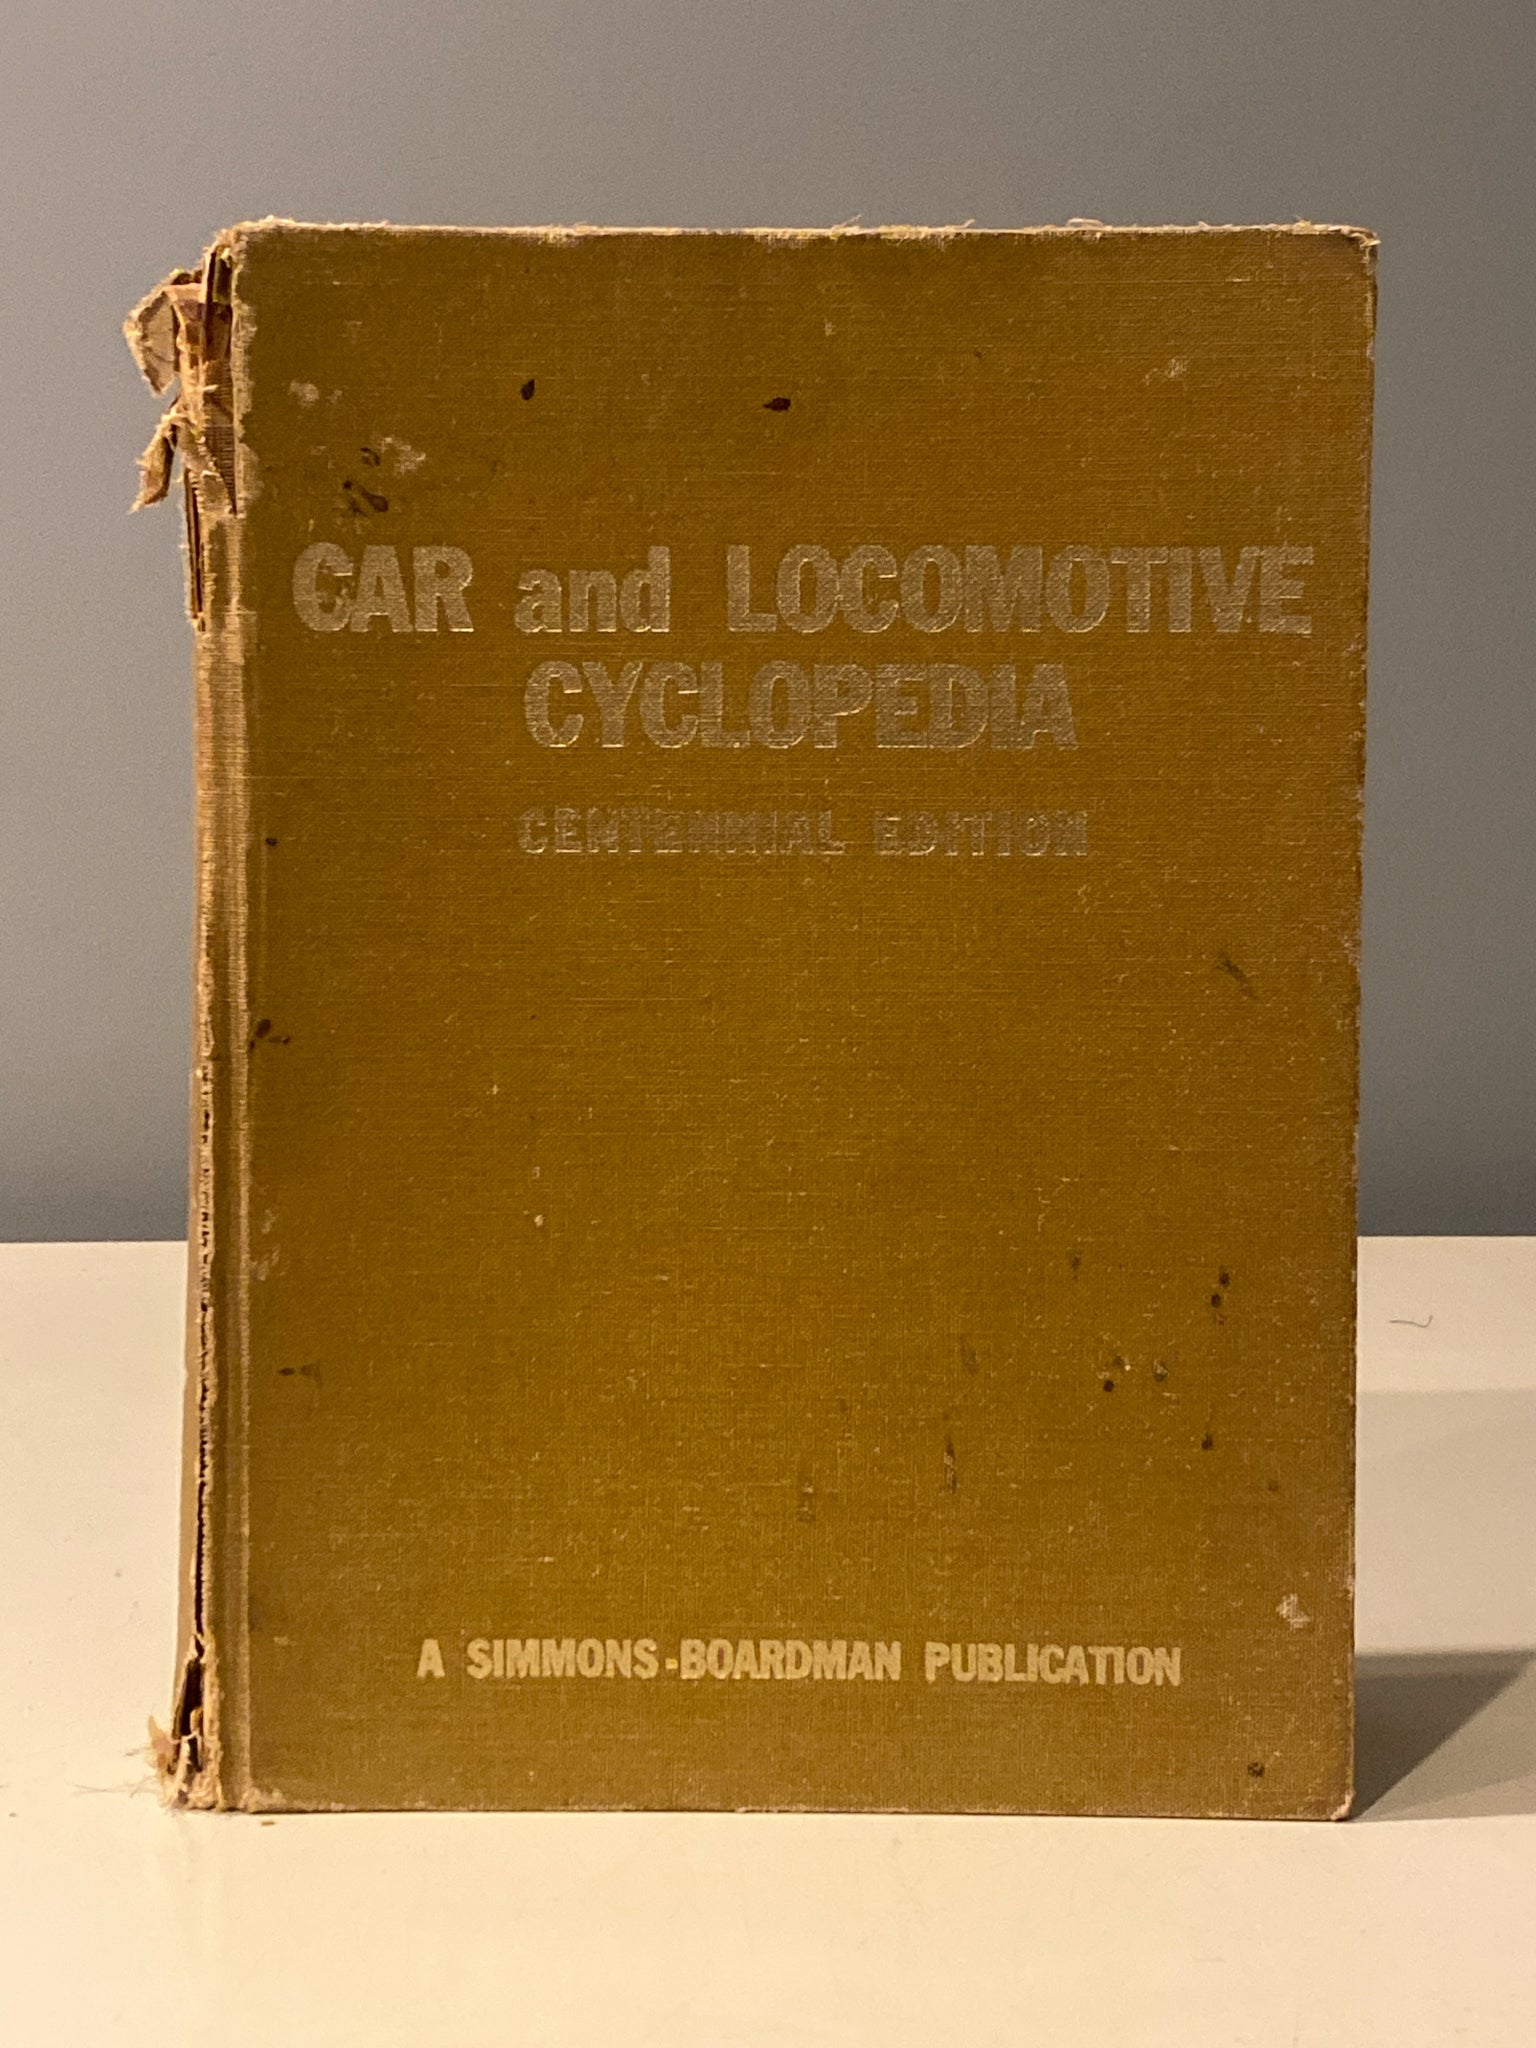 CAR and LOCOMOTIVE
CYCLOPEDIA
CENTENNIAL EDITION
A SIMMONS-BOARDMAN PUBLICATION